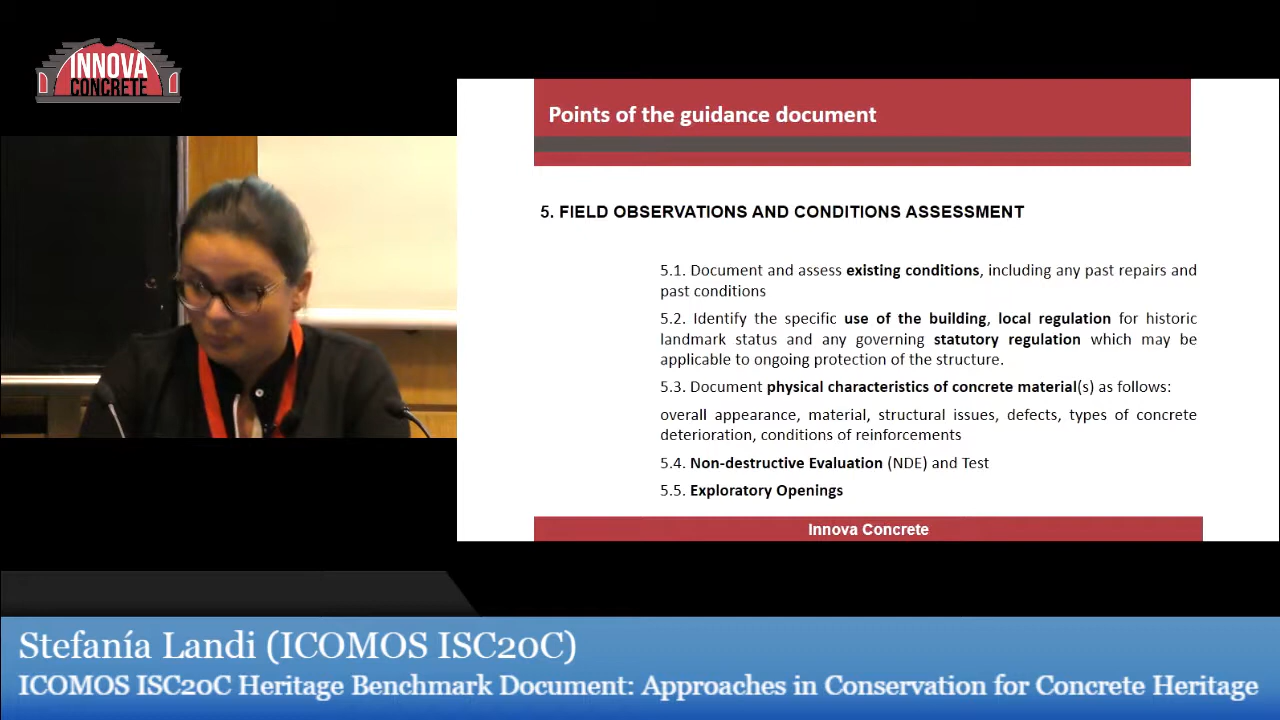 INNOVA
CONCRETE
Points of the guidance document
5. FIELD OBSERVATIONS AND CONDITIONS ASSESSMENT
5.1. Document and assess existing conditions, including any past repairs and
past conditions
5.2. Identify the specific use of the building, local regulation for historic
landmark status and any governing statutory regulation which may be
applicable to ongoing protection of the structure.
5.3. Document physical characteristics of concrete material(s) as follows:
overall appearance, material, structural issues, defects, types of concrete
deterioration, conditions of reinforcements
5.4. Non-destructive Evaluation (NDE) and Test
5.5. Exploratory Openings
Innova Concrete
Stefanía Landi (ICOMOS ISC20C)
ICOMOS ISC20C Heritage Benchmark Document: Approaches in Conservation for Concrete Heritage